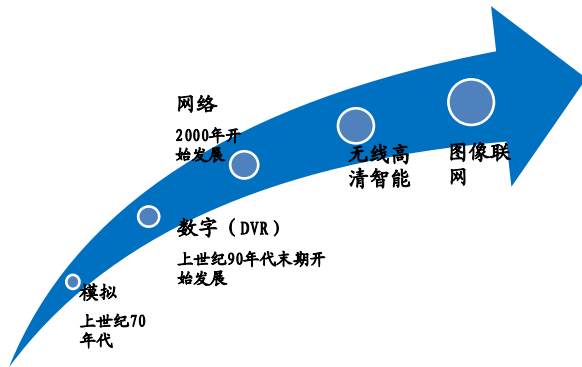 网络
2000年开
始发展
无线高
清智能
图像联
网
数字（DVR）
上世纪90年代末期开
始发展
模拟
上世纪70
年代